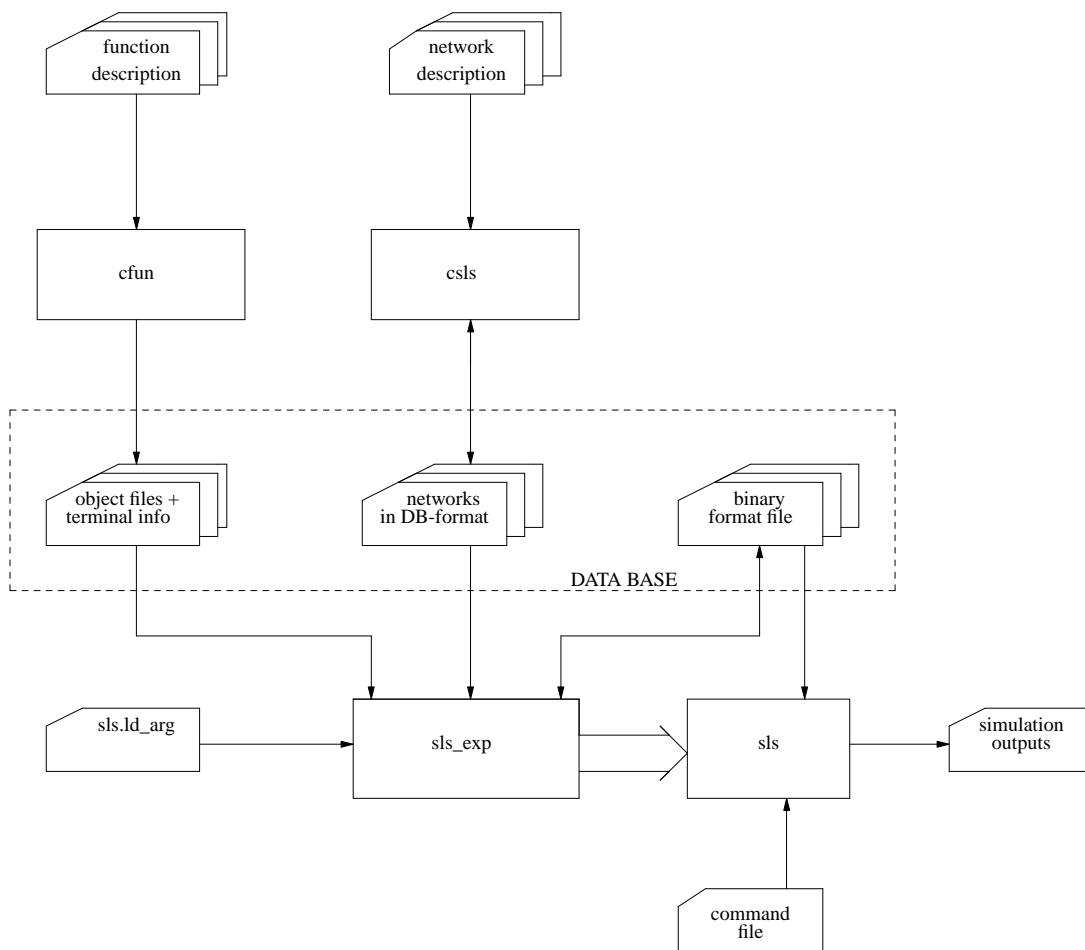 function
description
network
description
cfun
csls
object files +
terminal info
networks
in DB-format
binary
format file
DATA BASE
sls.ld_arg
sls_exp
sls
simulation
outputs
command
file